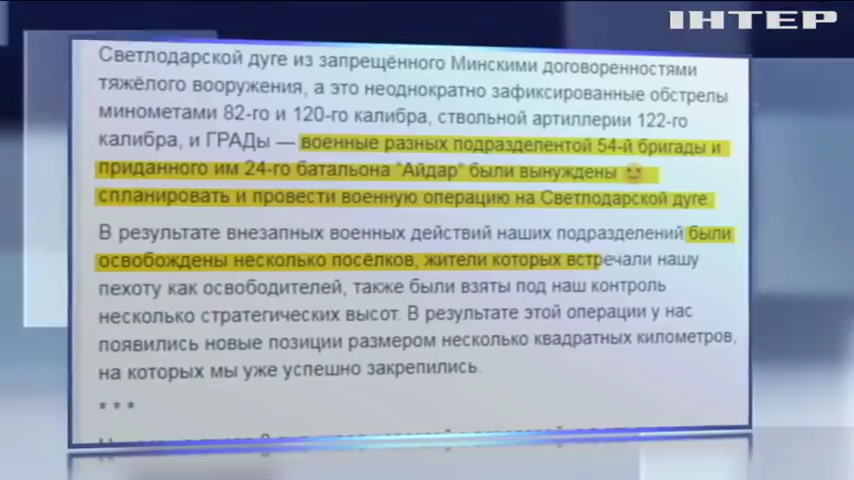 ІНТЕР
Светлодарской дуге из запрещённого Минскими договоренностями
тяжёлого вооружения, а это неоднократно зафиксированные обстрелы
минометами 82-го и 120-го калибра, ствольной артиллерии 122-го
калибра, и ГРАДы — военные разных подразделентой 54-й бригады и
приданного им 24-го батальона "Айдар" были вынуждены
спланировать и провести военную операцию на Светлодарской дуге.
В результате внезапных военных действий наших подразделений были
освобождены несколько посёлков, жители которых встречали нашу
пехоту как освободителей, также были взяты под наш контроль
несколько стратегических высот. В результате этой операции у нас
появились новые позиции размером несколько квадратных километров,
на которых мы уже успешно закрепились.
* * *